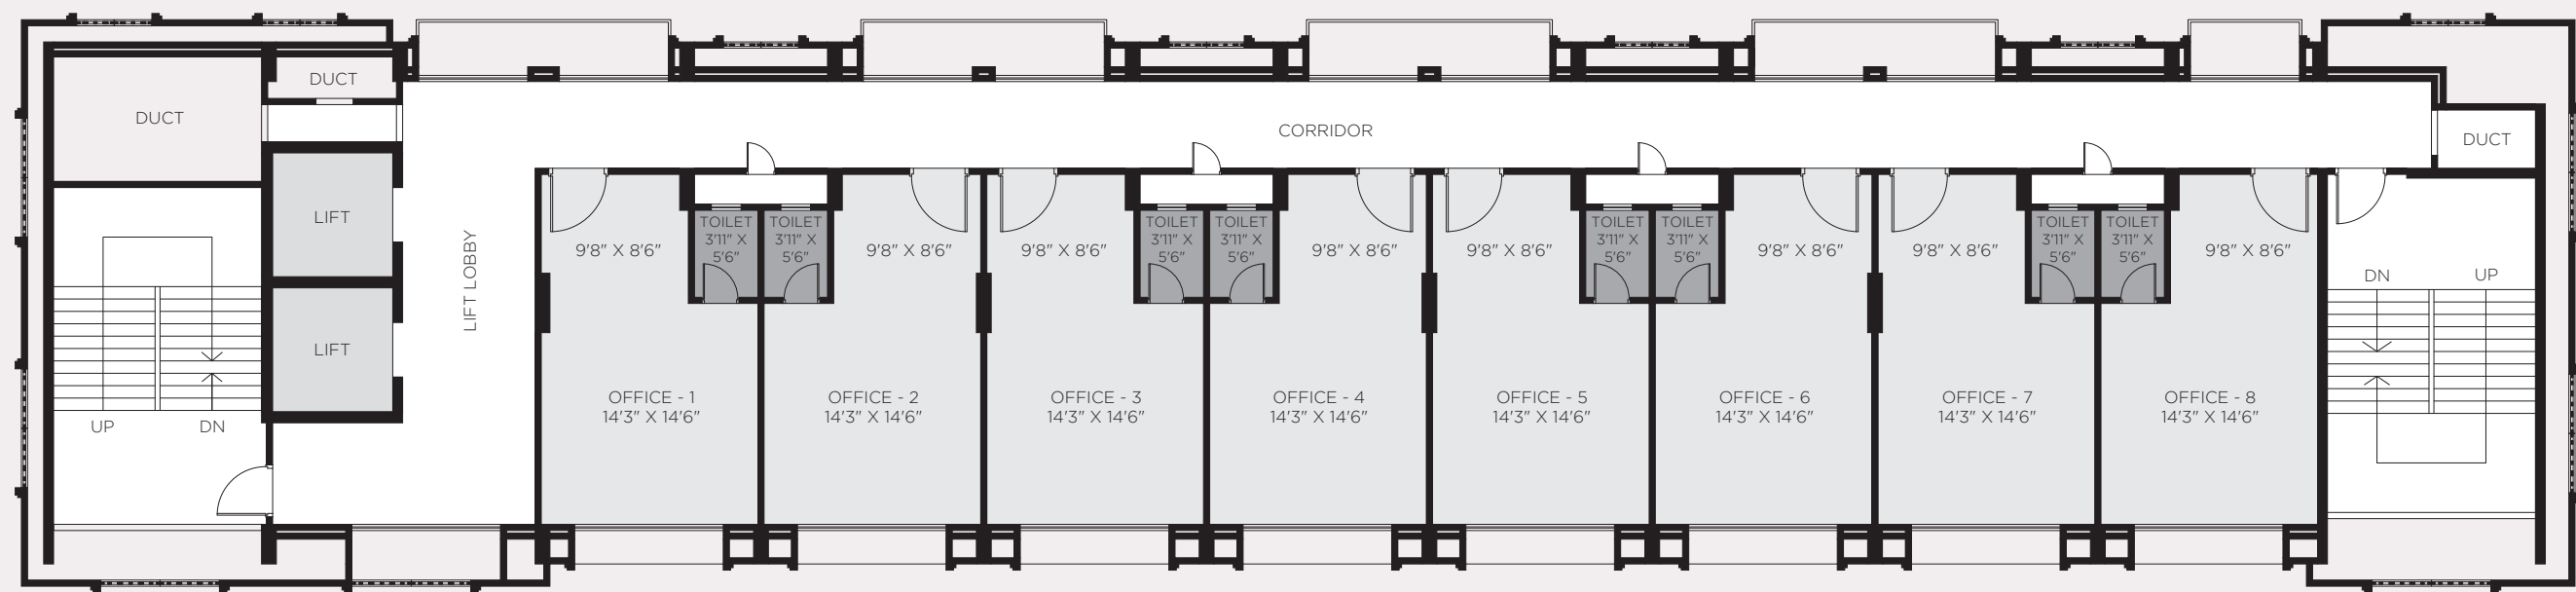 DUCT
DUCT
CORRIDOR
DUCT
LIFT
LIFT
LIFT LOBBY
UP
DN
9'8" X 8'6"
TOILET
3'11" X
5'6"
TOILET
3'11" X
5'6"
9'8" X 8'6"
9'8" X 8'6"
TOILET
3'11" X
5'6"
TOILET
3'11" X
5'6"
9'8" X 8'6"
9'8" X 8'6"
TOILET
3'11" X
5'6"
TOILET
3'11" X
5'6"
9'8" X 8'6"
9'8" X 8'6"
TOILET
3'11" X
5'6"
TOILET
3'11" X
5'6"
9'8" X 8'6"
DN
UP
OFFICE - 1
14'3" X 14'6"
OFFICE - 2
14'3" X 14'6"
OFFICE - 3
14'3" X 14'6"
OFFICE - 4
14'3" X 14'6"
OFFICE - 5
14'3" X 14'6"
OFFICE - 6
14'3" X 14'6"
OFFICE - 7
14'3" X 14'6"
OFFICE - 8
14'3" X 14'6"